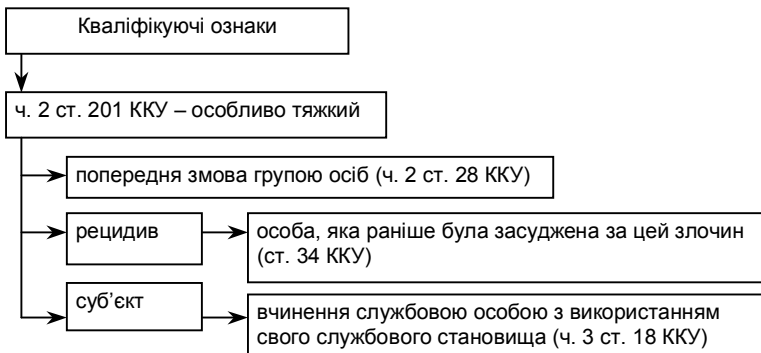 Кваліфікуючі ознаки
ч. 2 ст. 201 ККУ – особливо тяжкий
попередня змова групою осіб (ч. 2 ст. 28 ККУ)
рецидив
особа, яка раніше була засуджена за цей злочин
(ст. 34 ККУ)
суб’єкт
вчинення службовою особою з використанням
свого службового становища (ч. 3 ст. 18 ККУ)